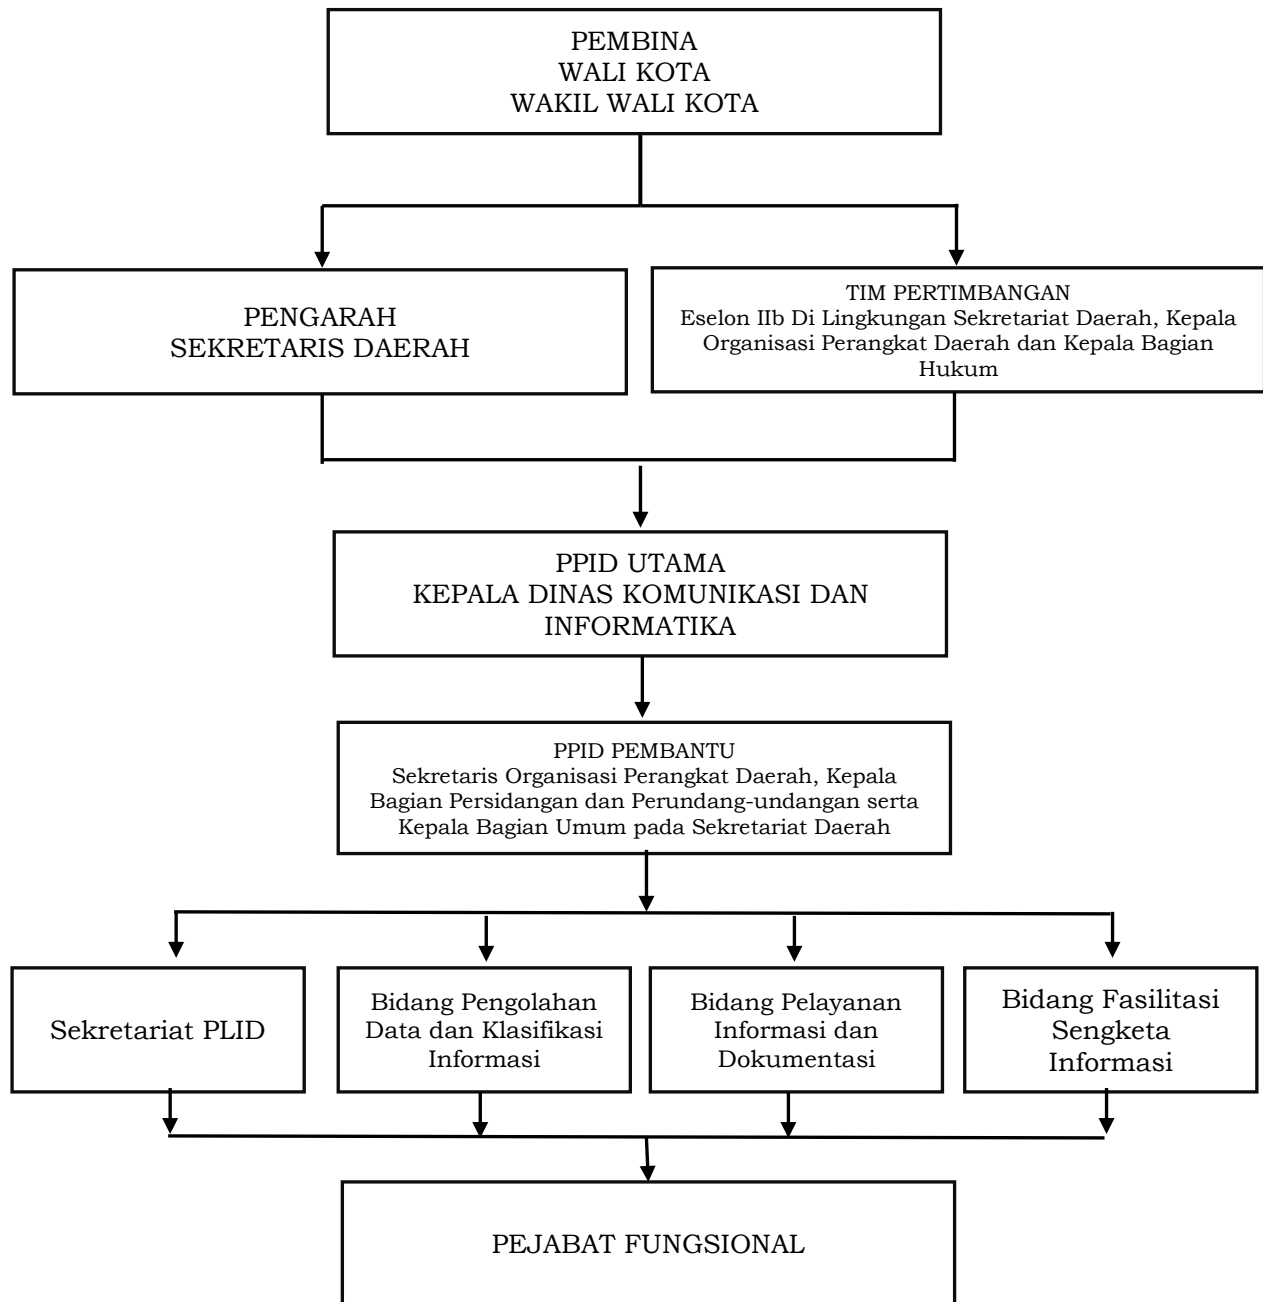 PEMBINA
WALI KOTA
WAKIL WALI KOTA
PENGARAH
SEKRETARIS DAERAH
TIM PERTIMBANGAN
Eselon IIb Di Lingkungan Sekretariat Daerah, Kepala
Organisasi Perangkat Daerah dan Kepala Bagian
Hukum
PPID UTAMA
KEPALA DINAS KOMUNIKASI DAN
INFORMATIKA
PPID PEMBANTU
Sekretaris Organisasi Perangkat Daerah, Kepala
Bagian Persidangan dan Perundang-undangan serta
Kepala Bagian Umum pada Sekretariat Daerah
Sekretariat PLID
Bidang Pengolahan
Data dan Klasifikasi
Informasi
Bidang Pelayanan
Informasi dan
Dokumentasi
Bidang Fasilitasi
Sengketa
Informasi
PEJABAT FUNGSIONAL